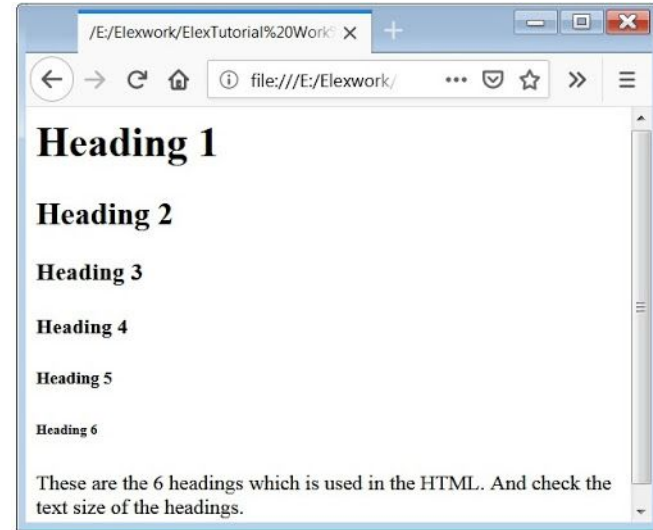 /E:/Elexwork/ElexTutorial%20Work
file:///E:/Elexwork/
Heading 1
Heading 2
Heading 3
Heading 4
Heading 5
Heading 6
These are the 6 headings which is used in the HTML. And check the
text size of the headings.